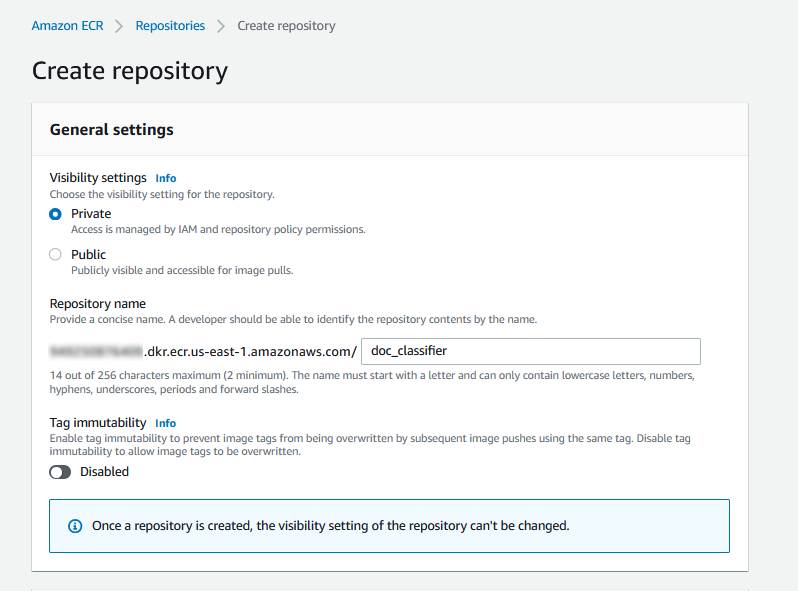 Amazon ECR > Repositories > Create repository
Create repository
General settings
Visibility settings Info
Choose the visibility setting for the repository.
Private
Access is managed by IAM and repository policy permissions.
Public
Publicly visible and accessible for image pulls.
Repository name
Provide a concise name. A developer should be able to identify the repository contents by the name.
.dkr.ecr.us-east-1.amazonaws.com/ doc_classifier
14 out of 256 characters maximum (2 minimum). The name must start with a letter and can only contain lowercase letters, numbers,
hyphens, underscores, periods and forward slashes.
Tag immutability Info
Enable tag immutability to prevent image tags from being overwritten by subsequent image pushes using the same tag. Disable tag
immutability to allow image tags to be overwritten.
Disabled
Once a repository is created, the visibility setting of the repository can't be changed.